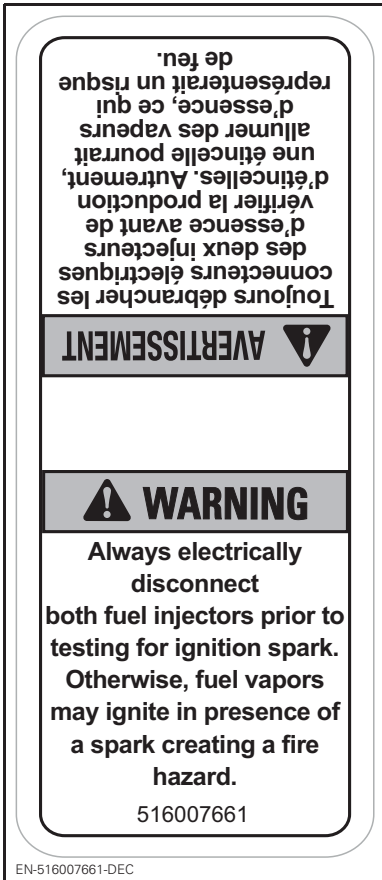 AVERTISSEMENT
Toujours débrancher les
connecteurs électriques
des deux injecteurs
d'essence avant de
vérifier la production
d'étincelles. Autrement,
une étincelle pourrait
allumer des vapeurs
d'essence, ce qui
représenterait un risque
de feu.
WARNING
Always electrically
disconnect
both fuel injectors prior to
testing for ignition spark.
Otherwise, fuel vapors
may ignite in presence of
a spark creating a fire
hazard.
516007661
EN-516007661-DEC